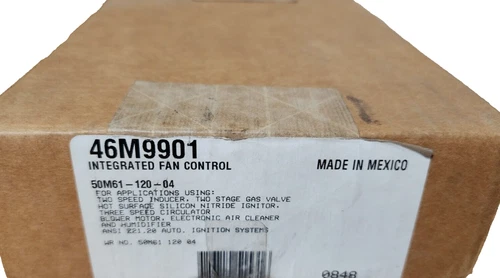 46M9901
INTEGRATED FAN CONTROL
MADE IN MEXICO
50M61-120-04
FOR APPLICATIONS USING:
TWO SPEED INDUCER, TWO STAGE GAS VALVE
HOT SURFACE SILICON NITRIDE IGNITOR,
THREE SPEED CIRCULATOR
BLOWER MOTOR, ELECTRONIC AIR CLEANER
AND HUMIDIFIER
ANSI Z21.20 AUTO. IGNITION SYSTEMS
WR NO. 50M61 120 04
0848